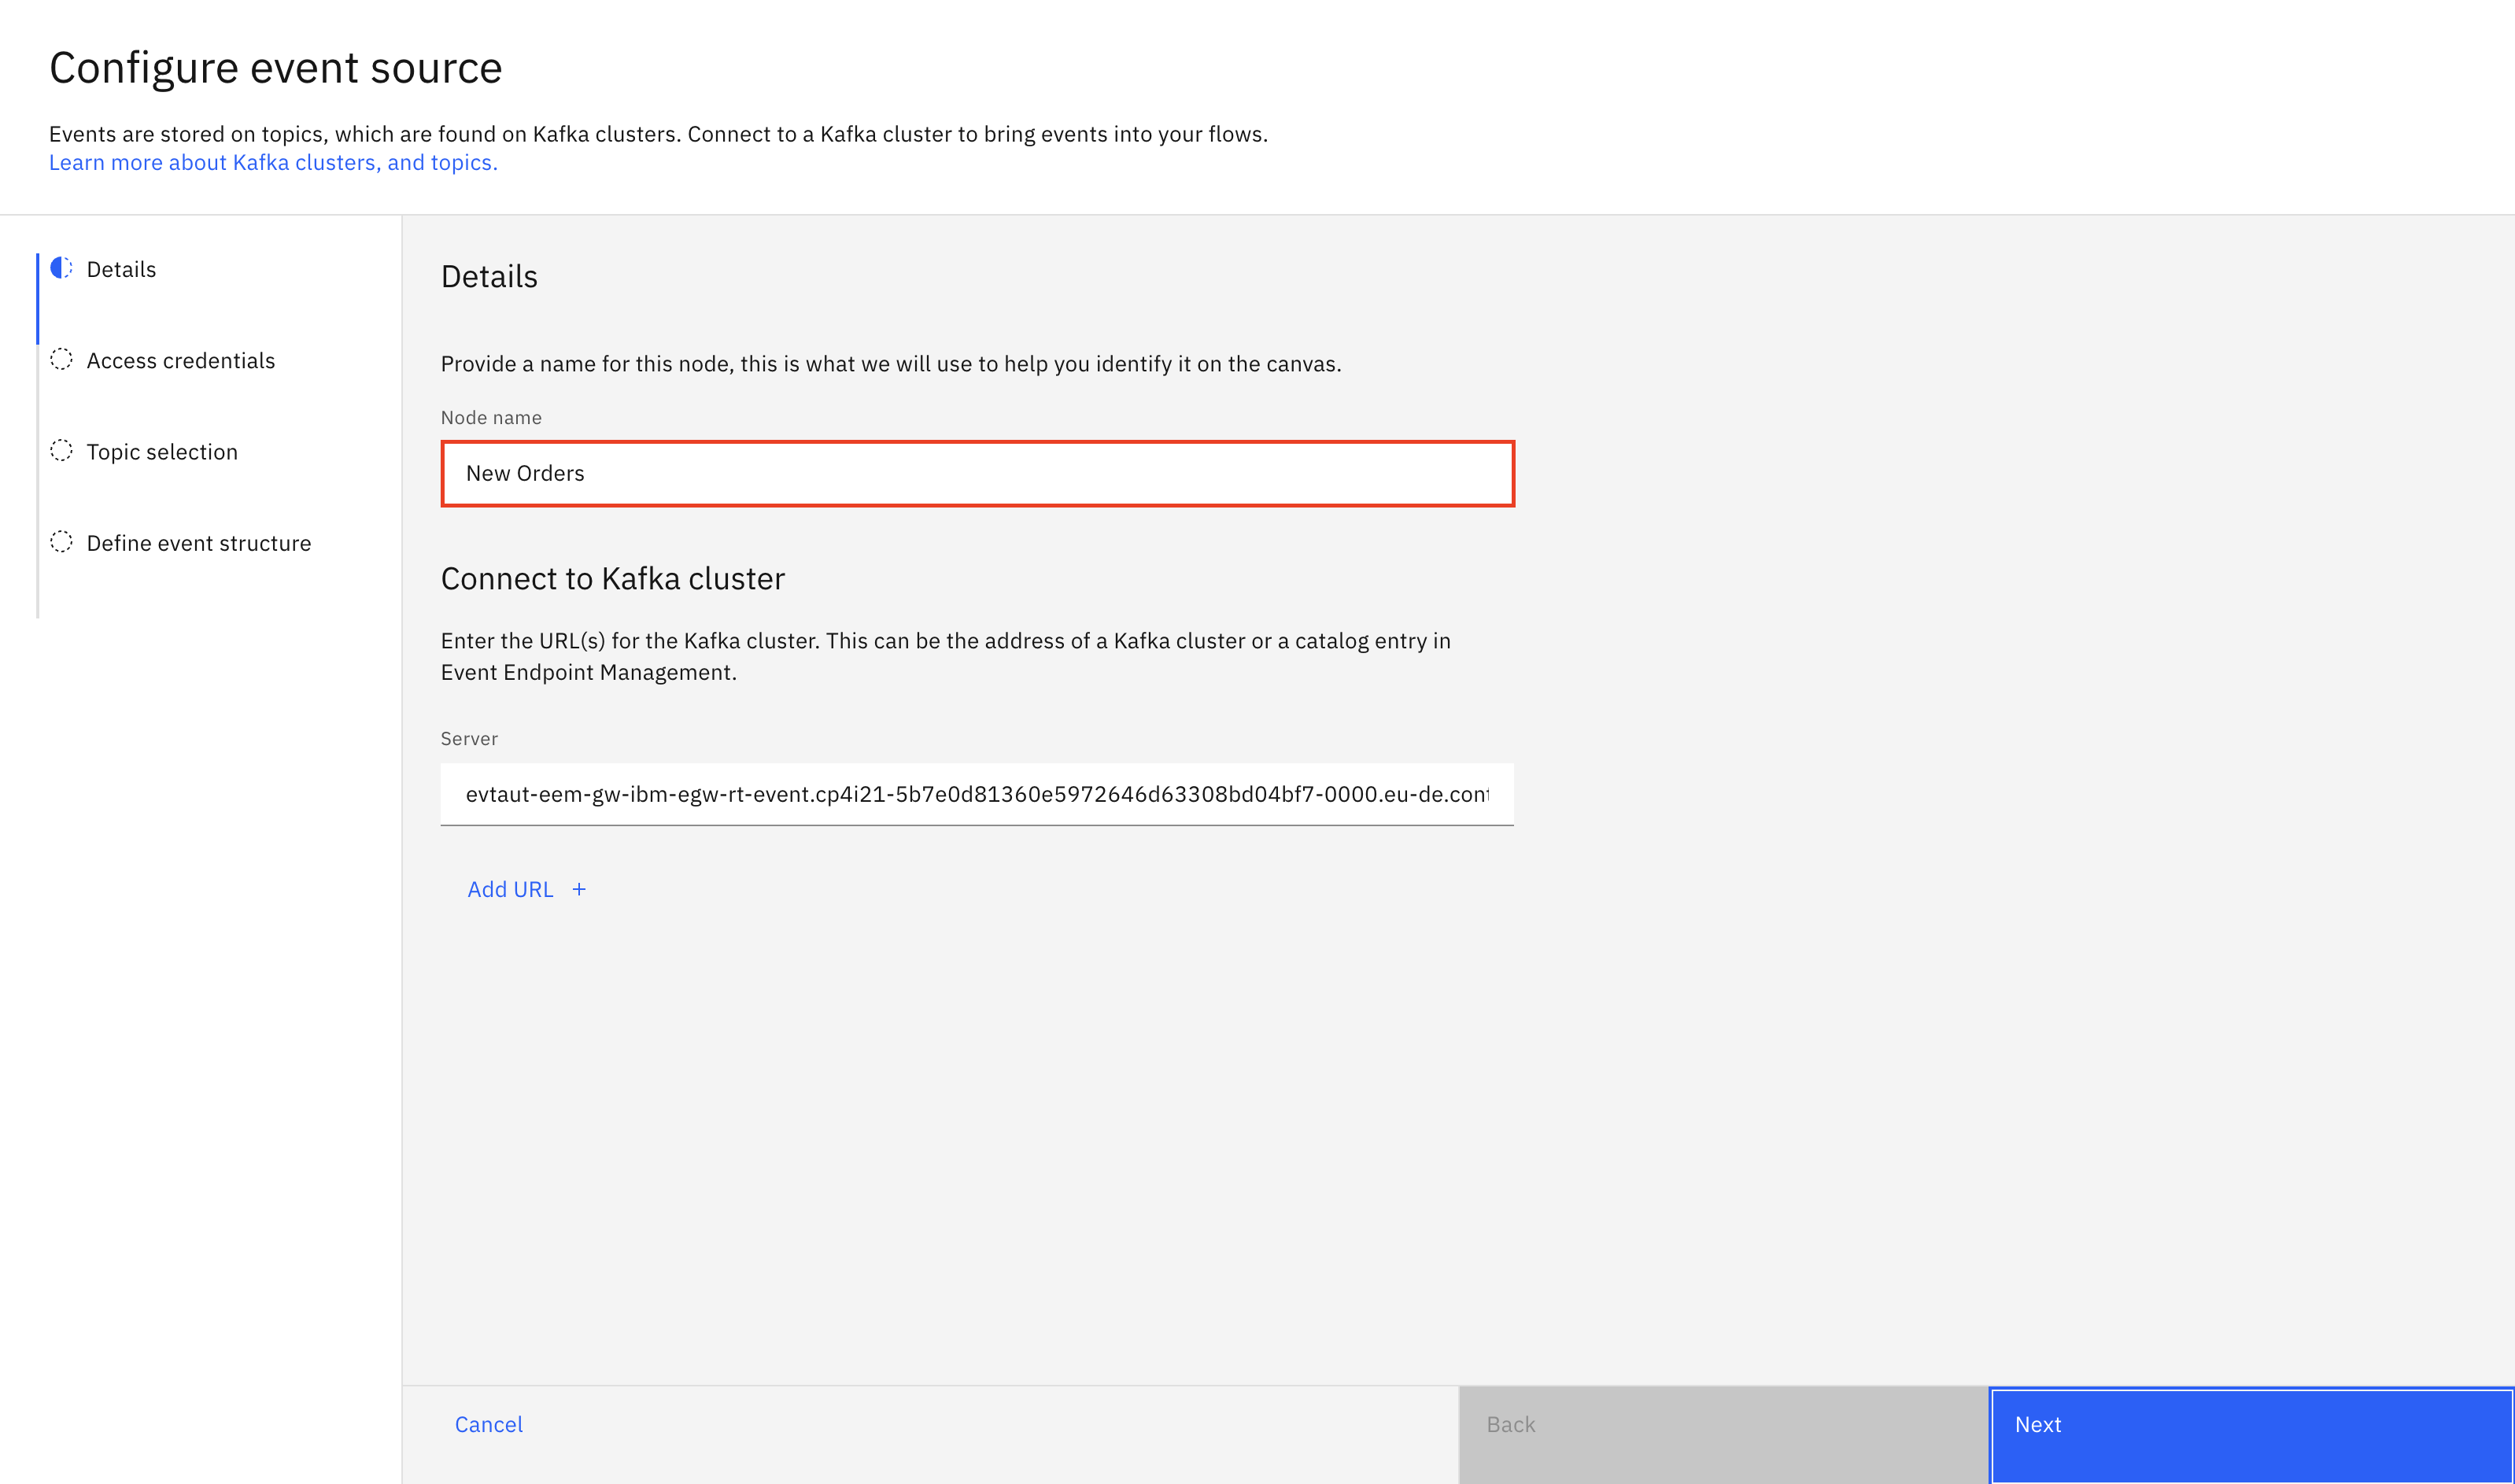 Configure event source
Events are stored on topics, which are found on Kafka clusters. Connect to a Kafka cluster to bring events into your flows.
Learn more about Kafka clusters, and topics.
Details
Access credentials
Topic selection
Define event structure
Details
Provide a name for this node, this is what we will use to help you identify it on the canvas.
Node name
New Orders
Connect to Kafka cluster
Enter the URL(s) for the Kafka cluster. This can be the address of a Kafka cluster or a catalog entry in
Event Endpoint Management.
Server
evtaut-eem-gw-ibm-egw-rt-event.cp4i21-5b7e0d81360e5972646d63308bd04bf7-0000.eu-de.cont
Add URL +
Cancel
Back
Next